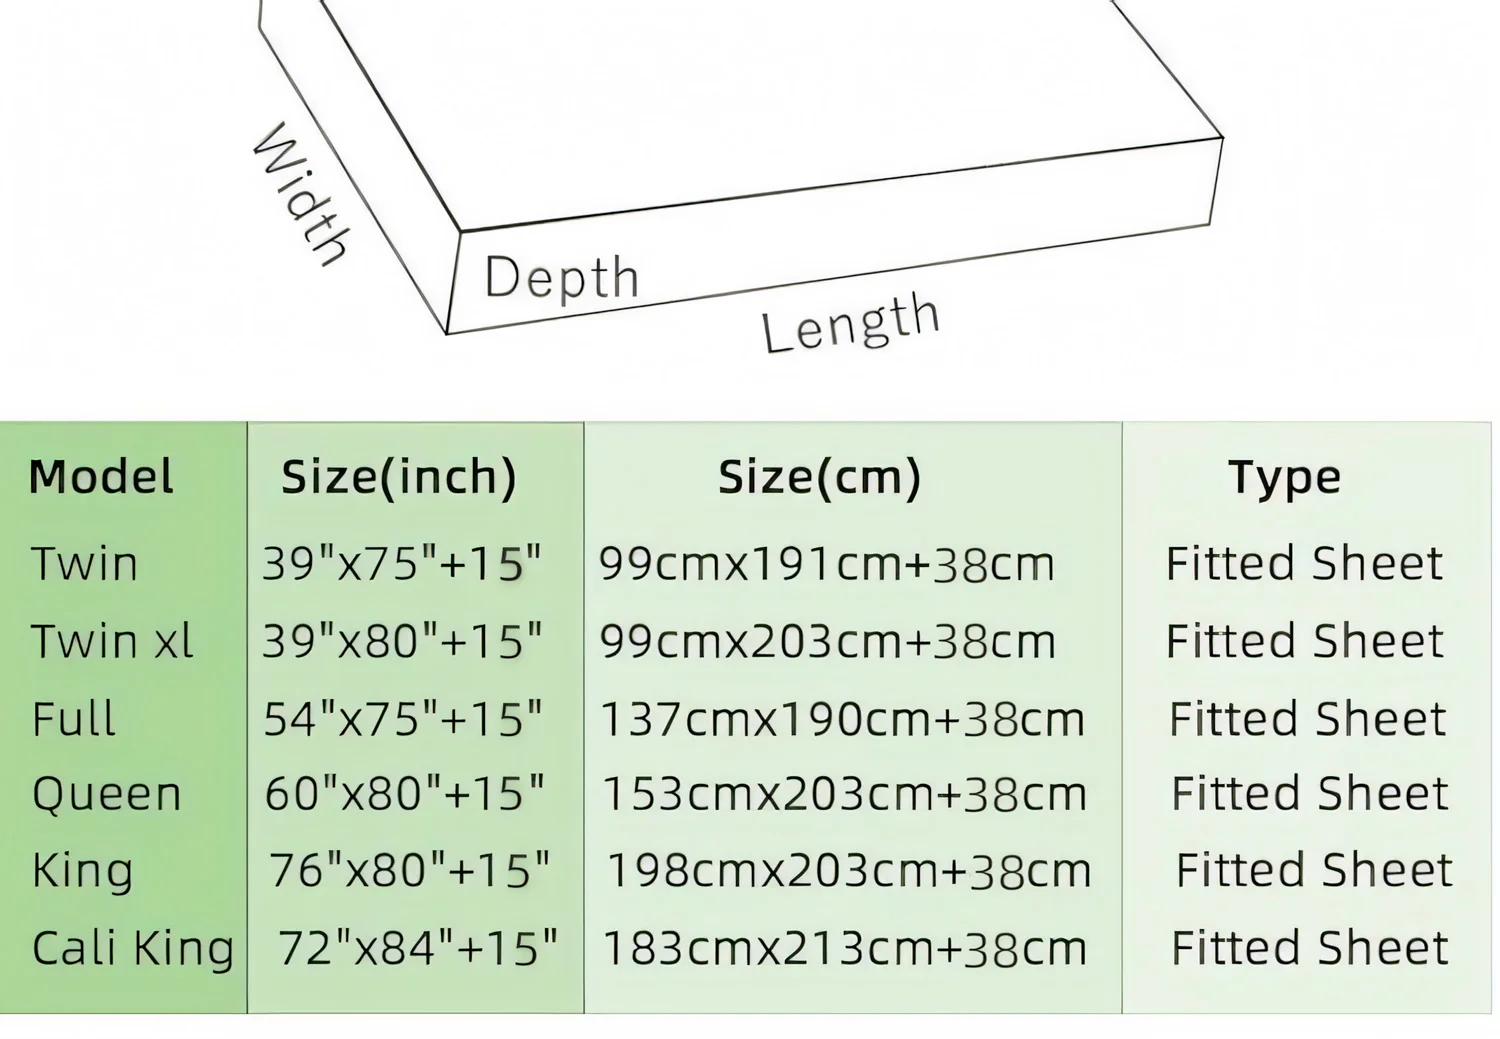 Width
Depth
Length
Model Size(inch) Size(cm) Type
Twin 39"x75"+15" 99cmx191cm+38cm Fitted Sheet
Twin xl 39"x80"+15" 99cmx203cm+38cm Fitted Sheet
Full 54"x75"+15" 137cmx190cm+38cm Fitted Sheet
Queen 60"x80"+15" 153cmx203cm+38cm Fitted Sheet
King 76"x80"+15" 198cmx203cm+38cm Fitted Sheet
Cali King 72"x84"+15" 183cmx213cm+38cm Fitted Sheet